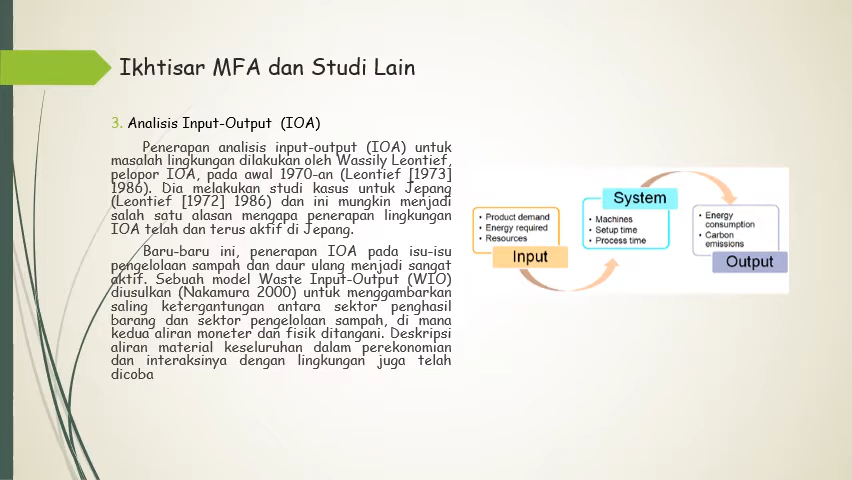 Ikhtisar MFA dan Studi Lain
3. Analisis Input-Output (IOA)
Penerapan analisis input-output (IOA) untuk
masalah lingkungan dilakukan oleh Wassily Leontief,
pelopor IOA, pada awal 1970-an (Leontief [1973]
1986). Dia melakukan studi kasus untuk Jepang
(Leontief [1972] 1986) dan ini mungkin menjadi
salah satu alasan mengapa penerapan lingkungan
IOA telah dan terus aktif di Jepang.
Baru-baru ini, penerapan IOA pada isu-isu
pengelolaan sampah dan daur ulang menjadi sangat
aktif. Sebuah model Waste Input-Output (WIO)
diusulkan (Nakamura 2000) untuk menggambarkan
saling ketergantungan antara sektor penghasil
barang dan sektor pengelolaan sampah, di mana
kedua aliran moneter dan fisik ditangani. Deskripsi
aliran material keseluruhan dalam perekonomian
dan interaksinya dengan lingkungan juga telah
dicoba
• Product demand
• Energy required
• Resources
Input
System
• Machines
• Setup time
• Process time
• Energy
consumption
• Carbon
emissions
Output